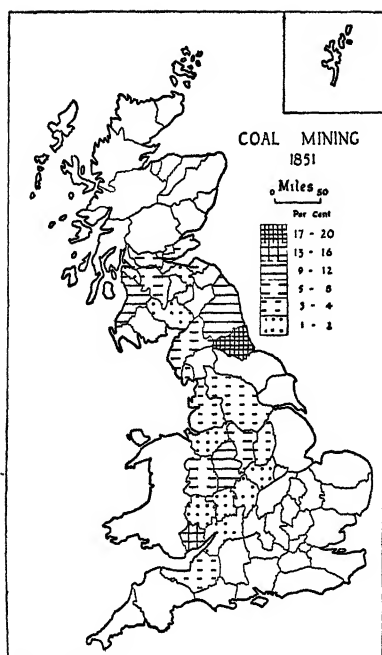 COAL MINING
1851
0 Miles 50
Per Cent
17 - 20
13 - 16
9 - 12
5 - 8
3 - 4
1 - 2